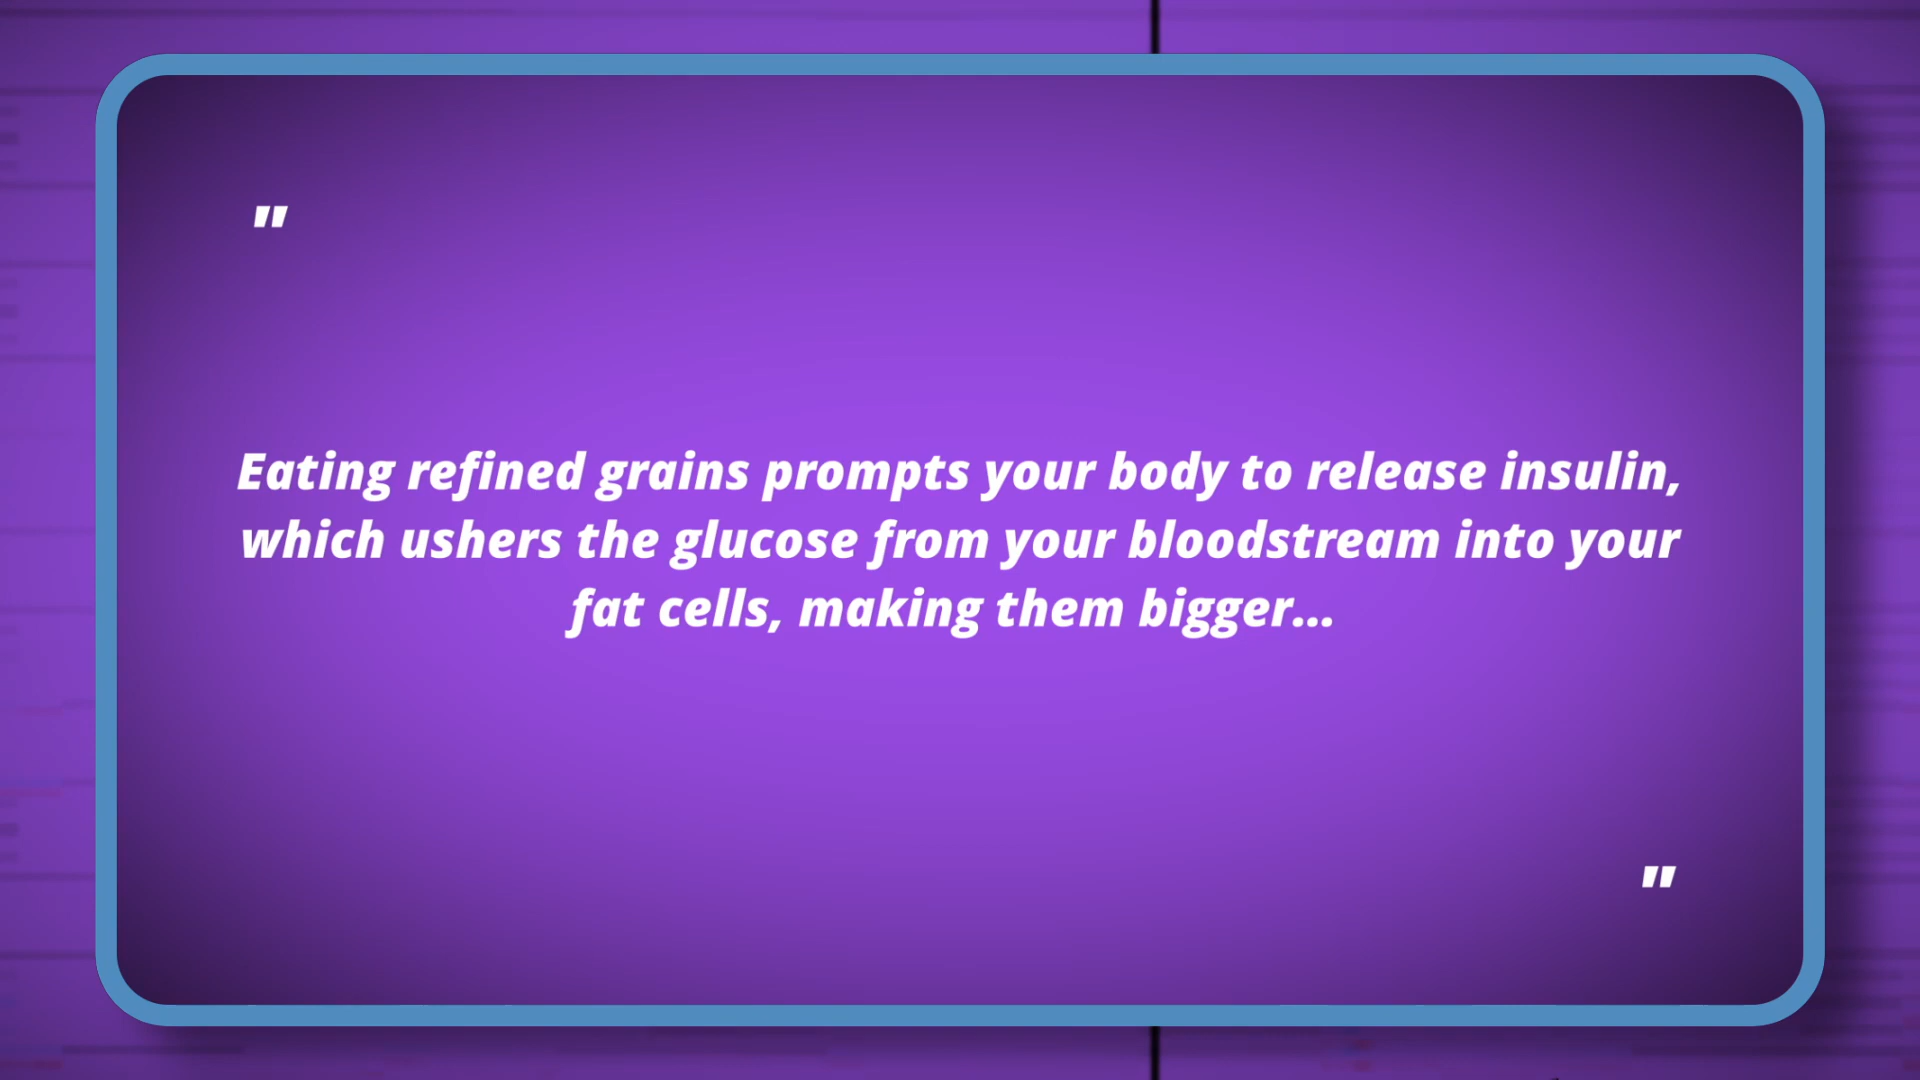 "
Eating refined grains prompts your body to release insulin,
which ushers the glucose from your bloodstream into your
fat cells, making them bigger...
"